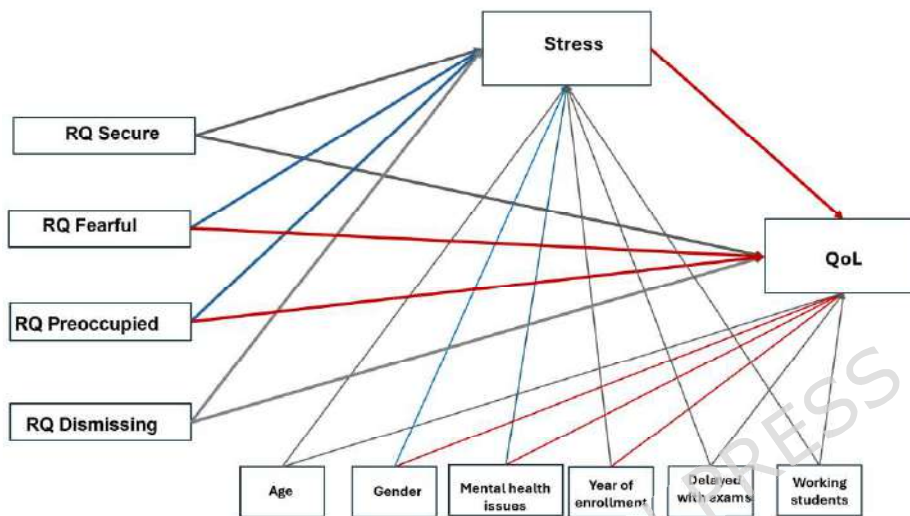 Stress
RQ Secure
RQ Fearful
QoL
RQ Preoccupied
RQ Dismissing
Age
Gender
Mental health
issues
Year of
enrollment
Delayed
with exams
Working
students
PRESS